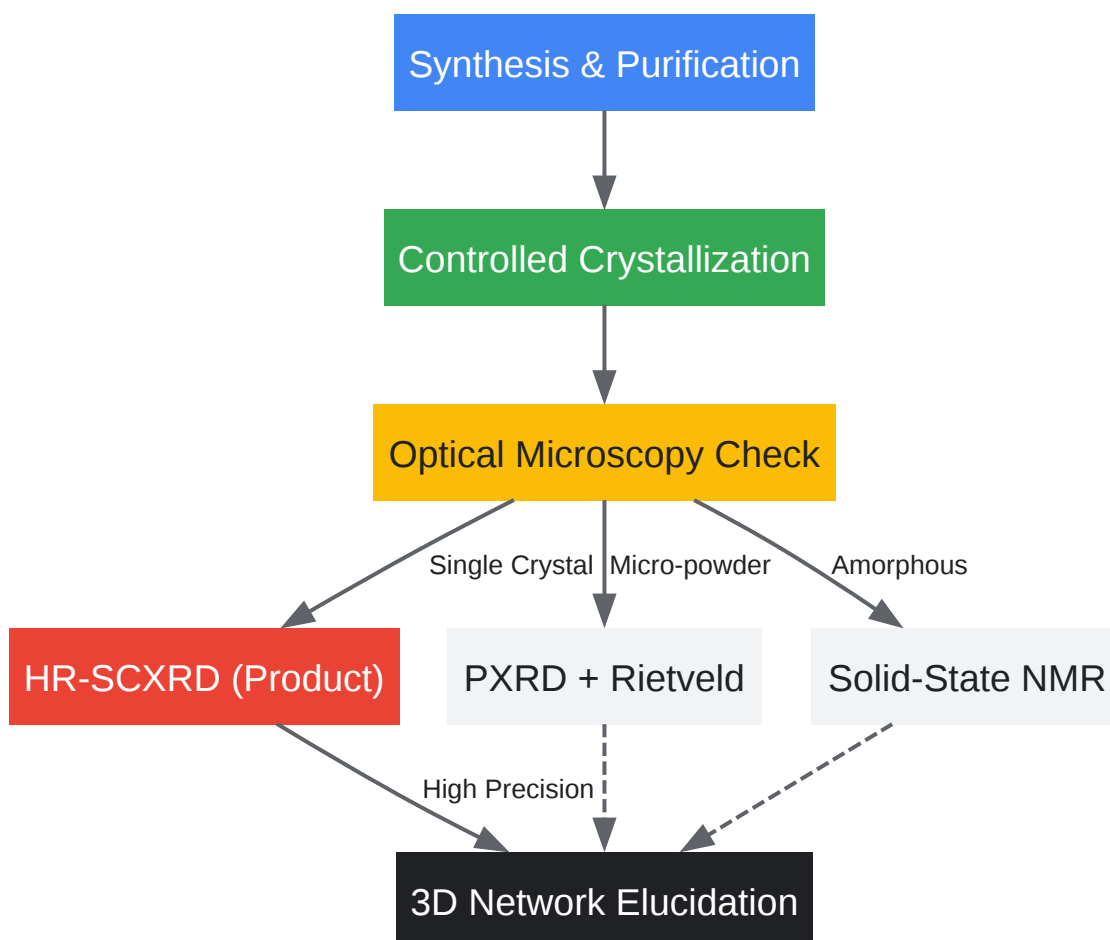 Synthesis & Purification
Controlled Crystallization
Optical Microscopy Check
Single Crystal
Micro-powder
Amorphous
HR-SCXRD (Product)
PXRD + Rietveld
Solid-State NMR
High Precision
3D Network Elucidation